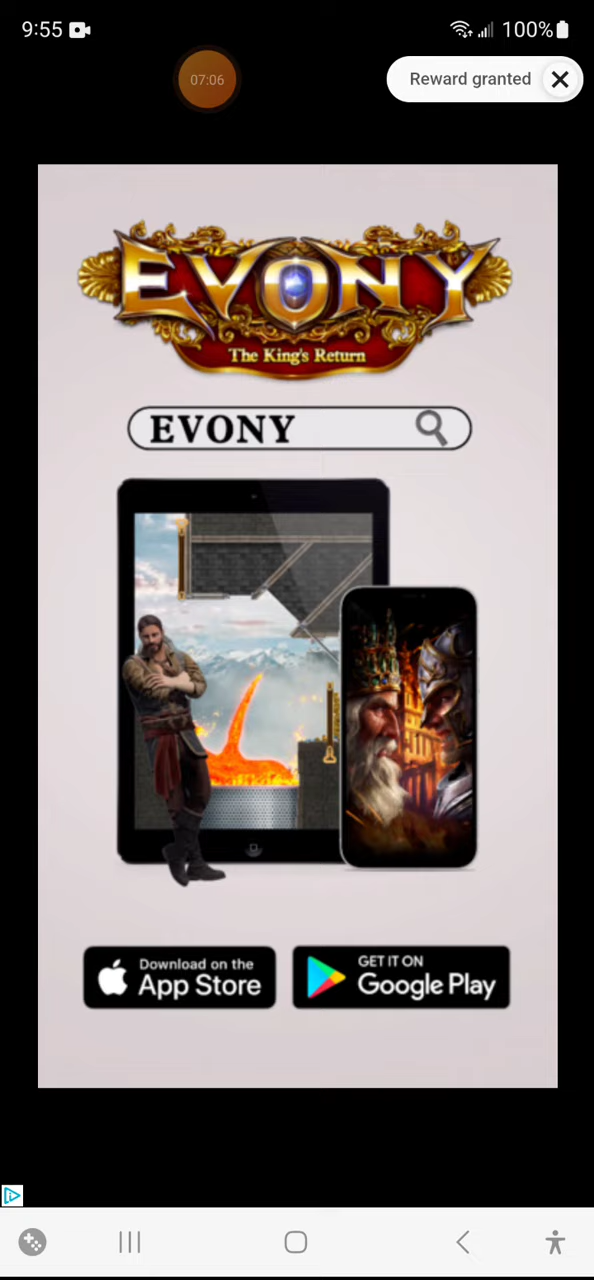 9:55
100%
07:06
Reward granted
EVONY
The King's Return
EVONY
Download on the
App Store
GET IT ON
Google Play